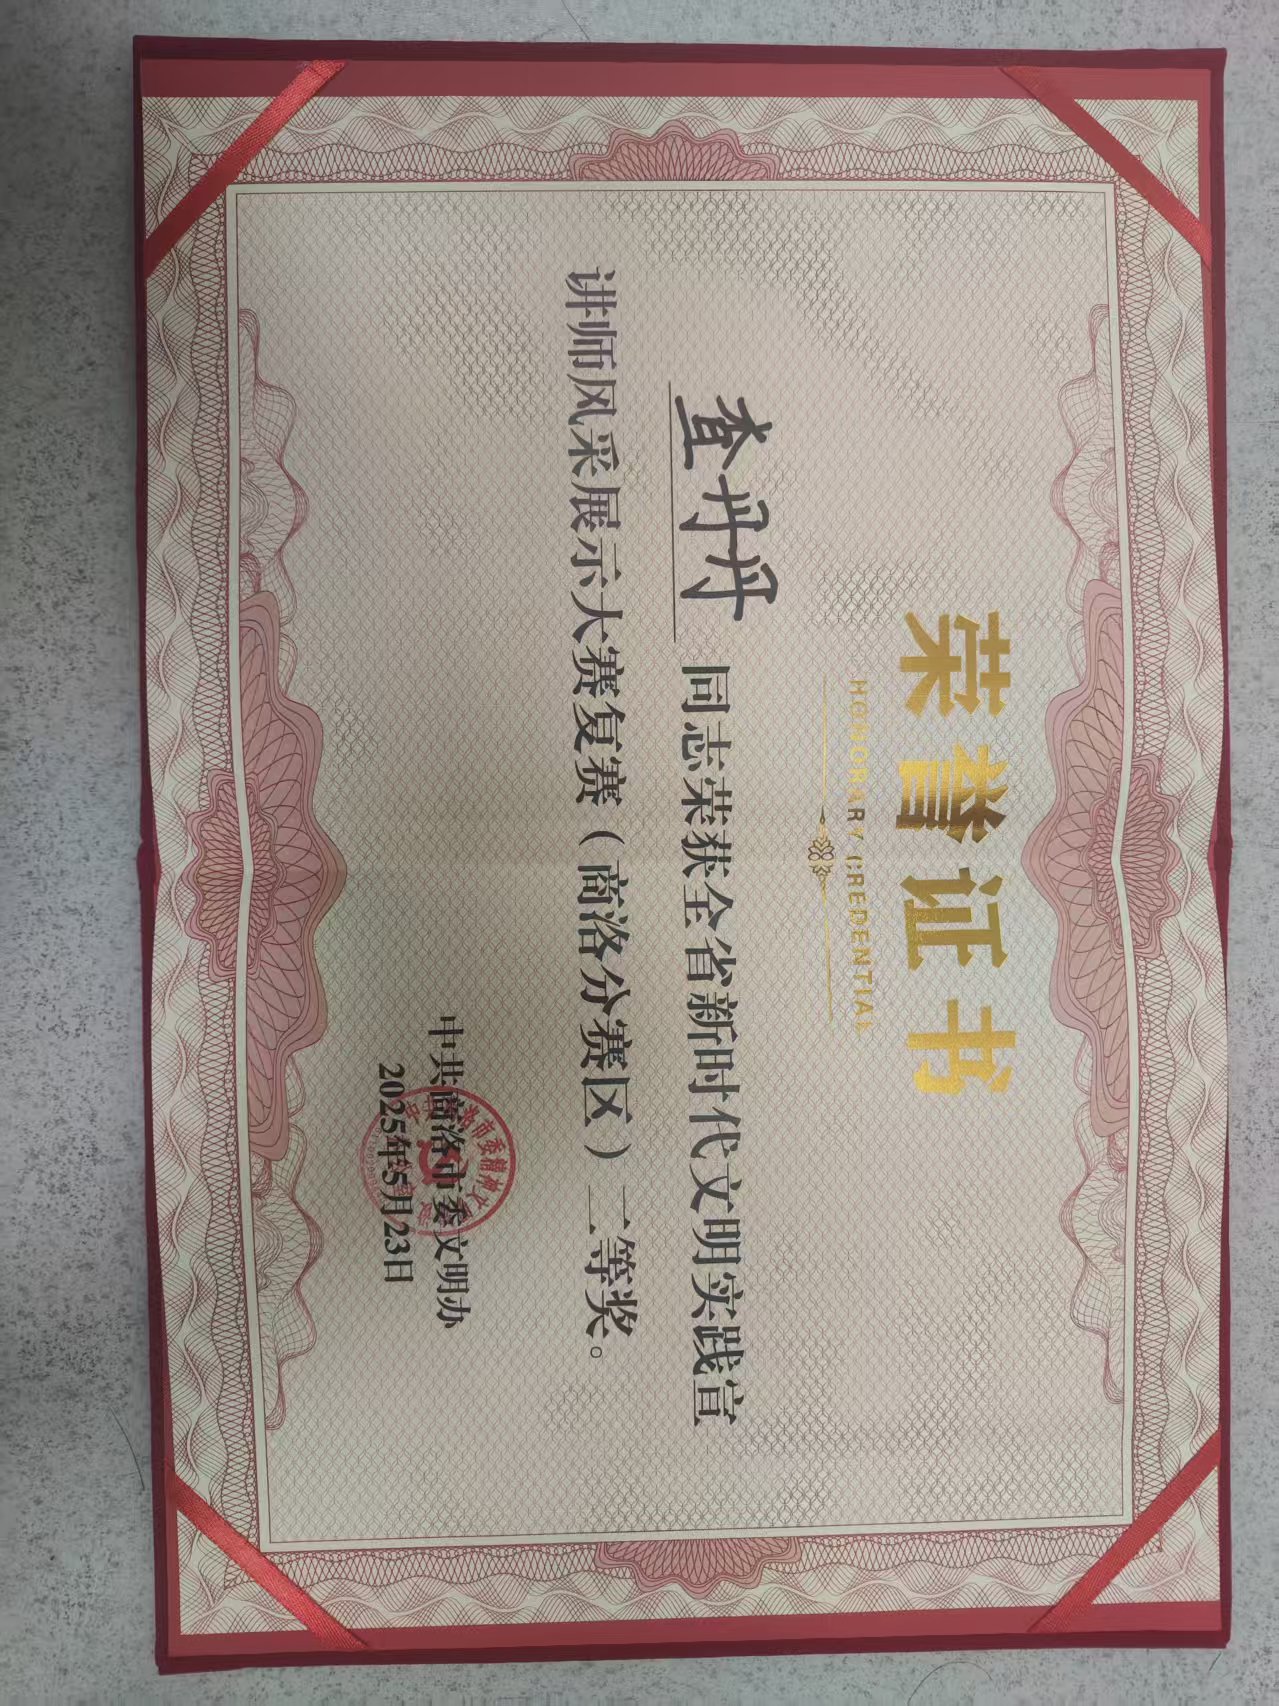 荣誉证书
HONORARY CREDENTIAL
查丹丹 同志荣获全省新时代文明实践宣
讲师风采展示大赛复赛（商洛分赛区）二等奖。
中共商洛市委文明办
2025年5月23日